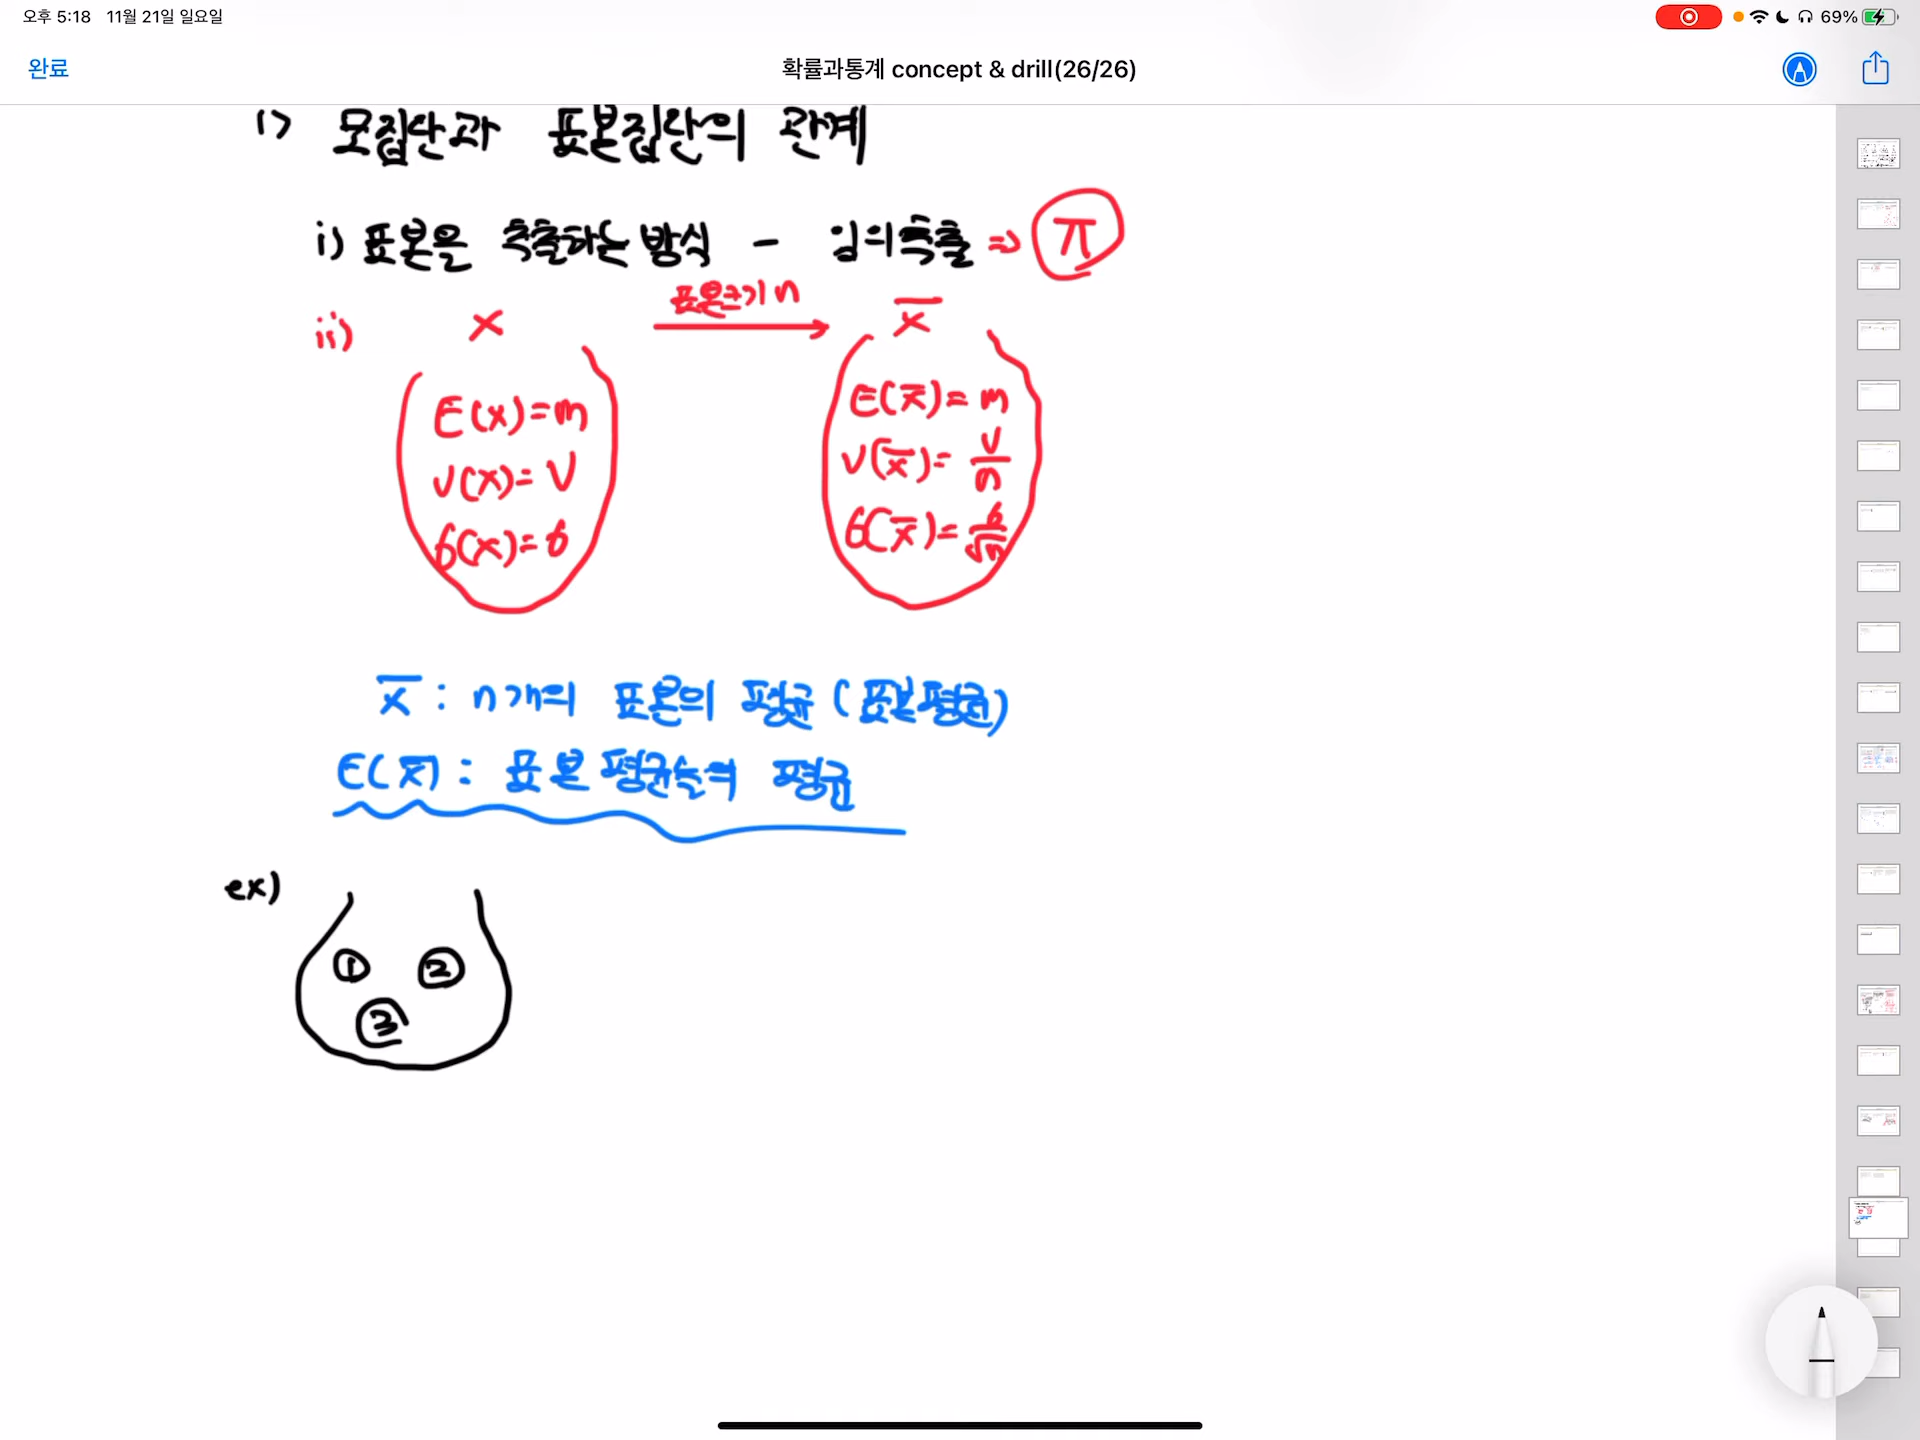 오후 5:18 11월 21일 일요일 69%
완료 확률과통계 concept & drill(26/26)
1> 모집단과 표본집단의 관계
i) 표본을 추출하는 방식 - 임의추출 => π
표본크기 n
ii) X X̅
E(X)=m E(X̅)=m
V(X)=V V(X̅)=V/n
σ(X)=σ σ(X̅)=σ/√n
X̅ : n개의 표본의 평균 (표본평균)
E(X̅) : 표본평균들의 평균
ex)
① ②
③